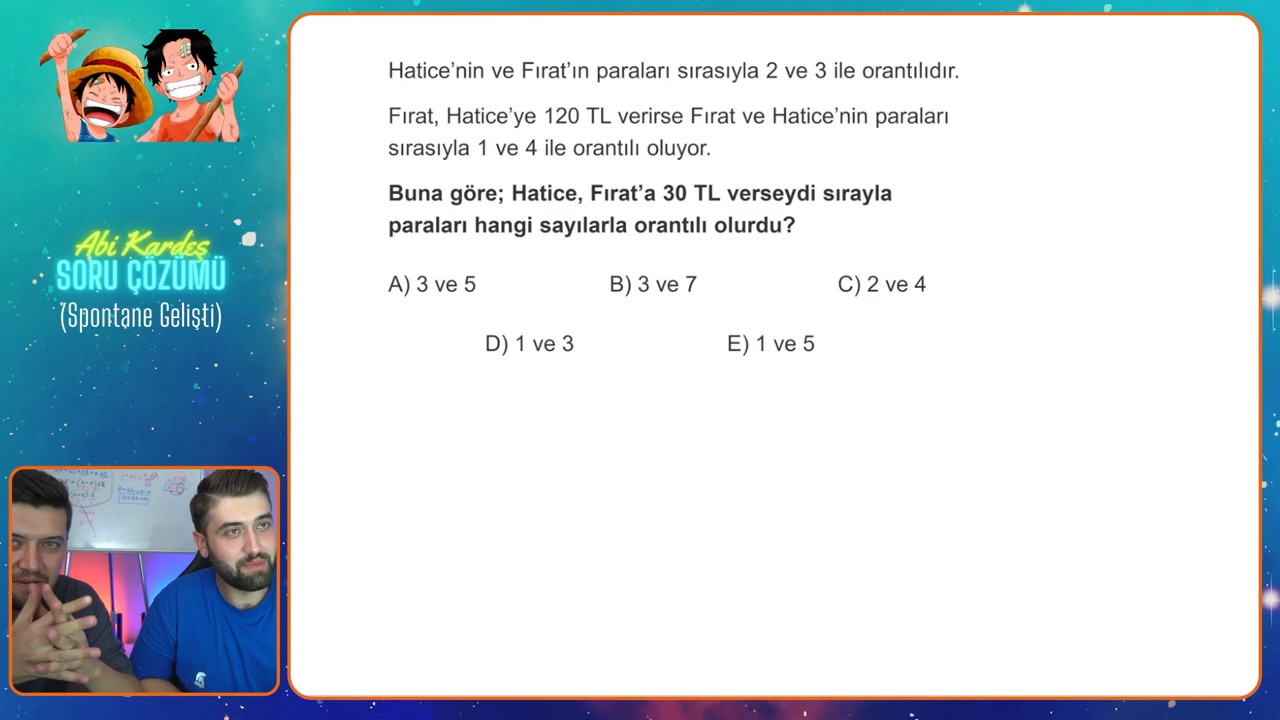 Hatice’nin ve Fırat’ın paraları sırasıyla 2 ve 3 ile orantılıdır.
Fırat, Hatice’ye 120 TL verirse Fırat ve Hatice’nin paraları
sırasıyla 1 ve 4 ile orantılı oluyor.
Buna göre; Hatice, Fırat’a 30 TL verseydi sırayla
paraları hangi sayılarla orantılı olurdu?
A) 3 ve 5 B) 3 ve 7 C) 2 ve 4
D) 1 ve 3 E) 1 ve 5
Abi Kardeş
SORU ÇÖZÜMÜ
(Spontane Gelişti)